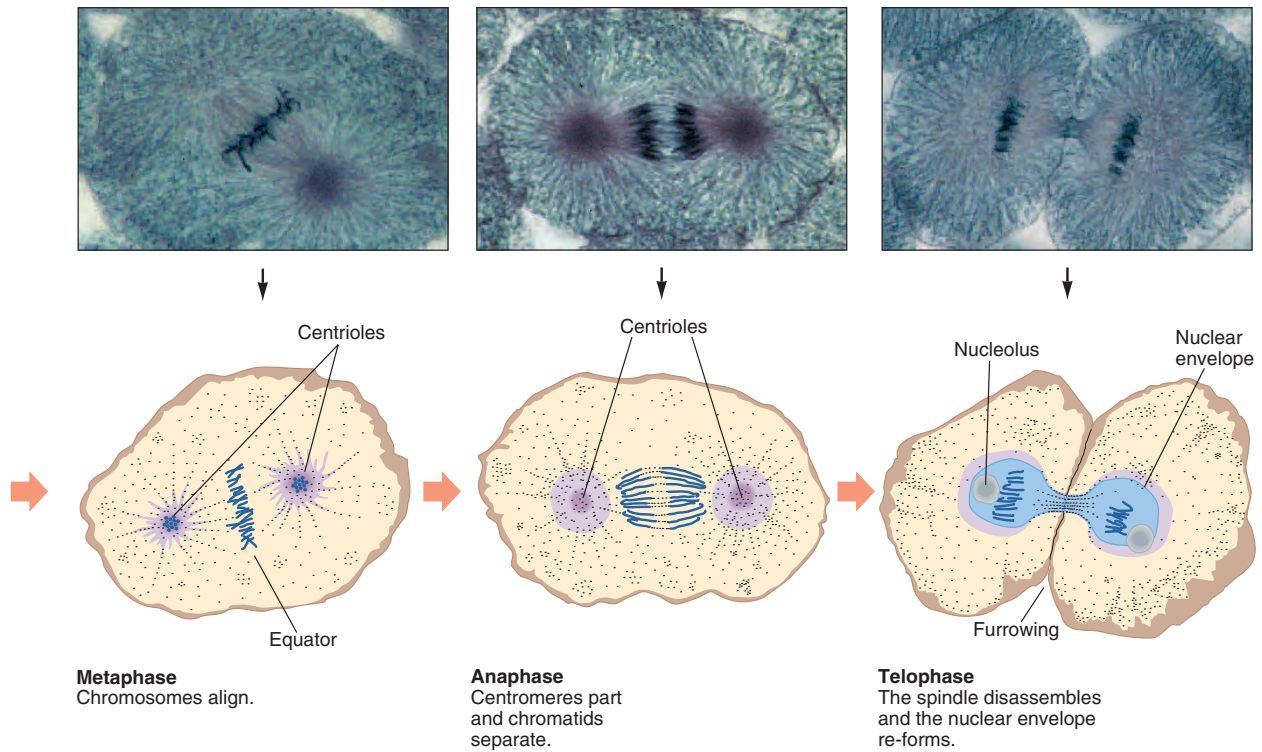 Centrioles
Equator
Metaphase
Chromosomes align.
Centrioles
Anaphase
Centromeres part
and chromatids
separate.
Nucleolus
Nuclear
envelope
Furrowing
Telophase
The spindle disassembles
and the nuclear envelope
re-forms.